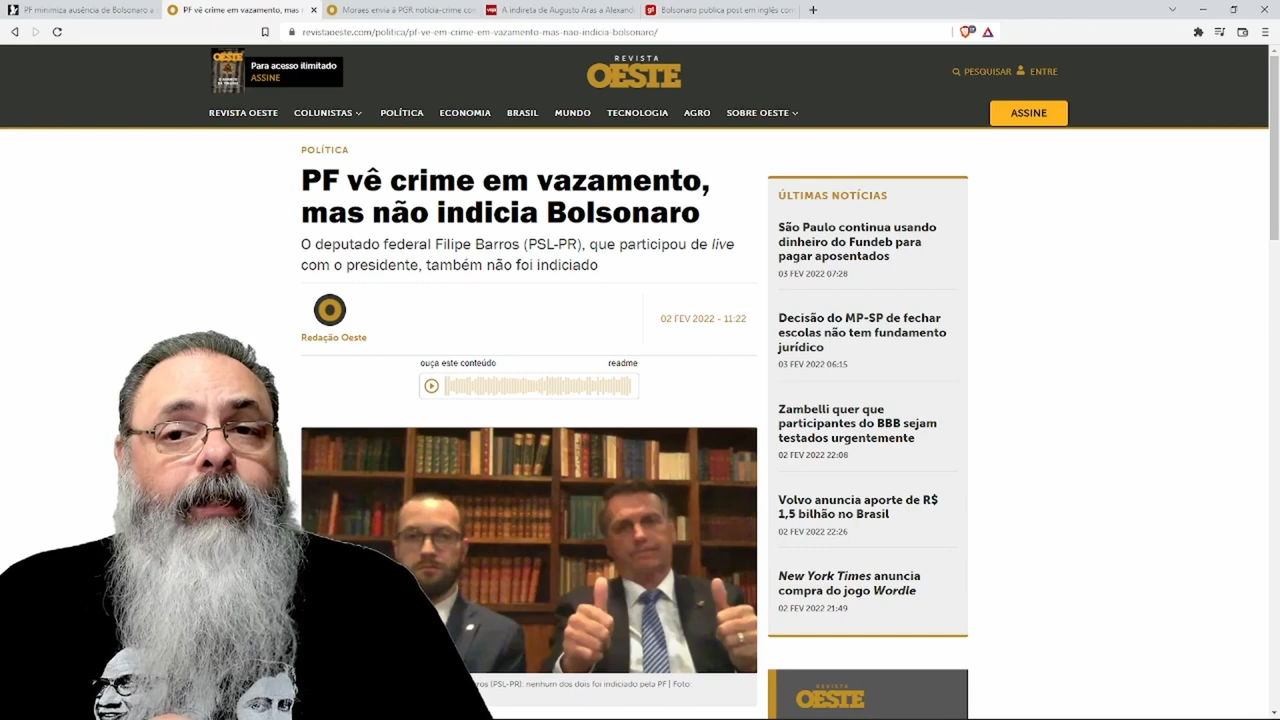 PF minimiza ausência de Bolsonaro a
PF vê crime em vazamento, mas
Moraes envia à PGR notícia-crime con
A indireta de Augusto Aras a Alexand
Bolsonaro publica post em inglês com
revistaoeste.com/politica/pf-ve-em-crime-em-vazamento-mas-nao-indicia-bolsonaro/
OESTE
Para acesso ilimitado
ASSINE
REVISTA
OESTE
PESQUISAR
ENTRE
REVISTA OESTE
COLUNISTAS
POLÍTICA
ECONOMIA
BRASIL
MUNDO
TECNOLOGIA
AGRO
SOBRE OESTE
ASSINE
POLÍTICA
PF vê crime em vazamento,
mas não indicia Bolsonaro
O deputado federal Filipe Barros (PSL-PR), que participou de live
com o presidente, também não foi indiciado
Redação Oeste
02 FEV 2022 - 11:22
ouça este conteúdo
readme
ros (PSL-PR): nenhum dos dois foi indiciado pela PF | Foto:
ÚLTIMAS NOTÍCIAS
São Paulo continua usando
dinheiro do Fundeb para
pagar aposentados
03 FEV 2022 07:28
Decisão do MP-SP de fechar
escolas não tem fundamento
jurídico
03 FEV 2022 06:15
Zambelli quer que
participantes do BBB sejam
testados urgentemente
02 FEV 2022 22:08
Volvo anuncia aporte de R$
1,5 bilhão no Brasil
02 FEV 2022 22:26
New York Times anuncia
compra do jogo Wordle
02 FEV 2022 21:49
REVISTA
OESTE